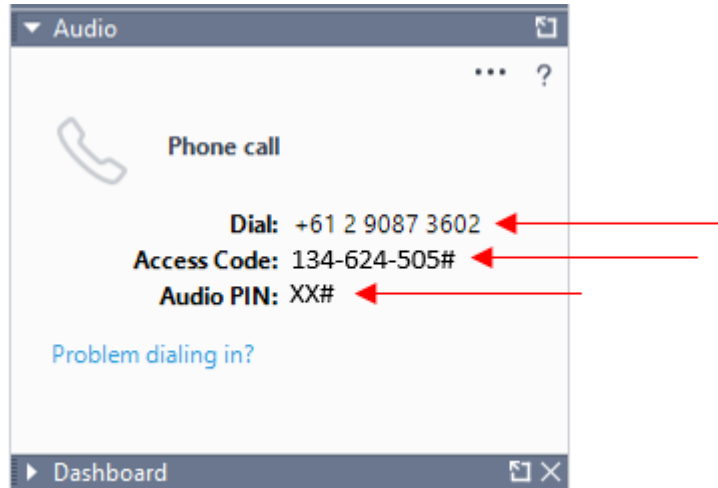 Audio
... ?
Phone call
Dial: +61 2 9087 3602
Access Code: 134-624-505#
Audio PIN: XX#
Problem dialing in?
Dashboard